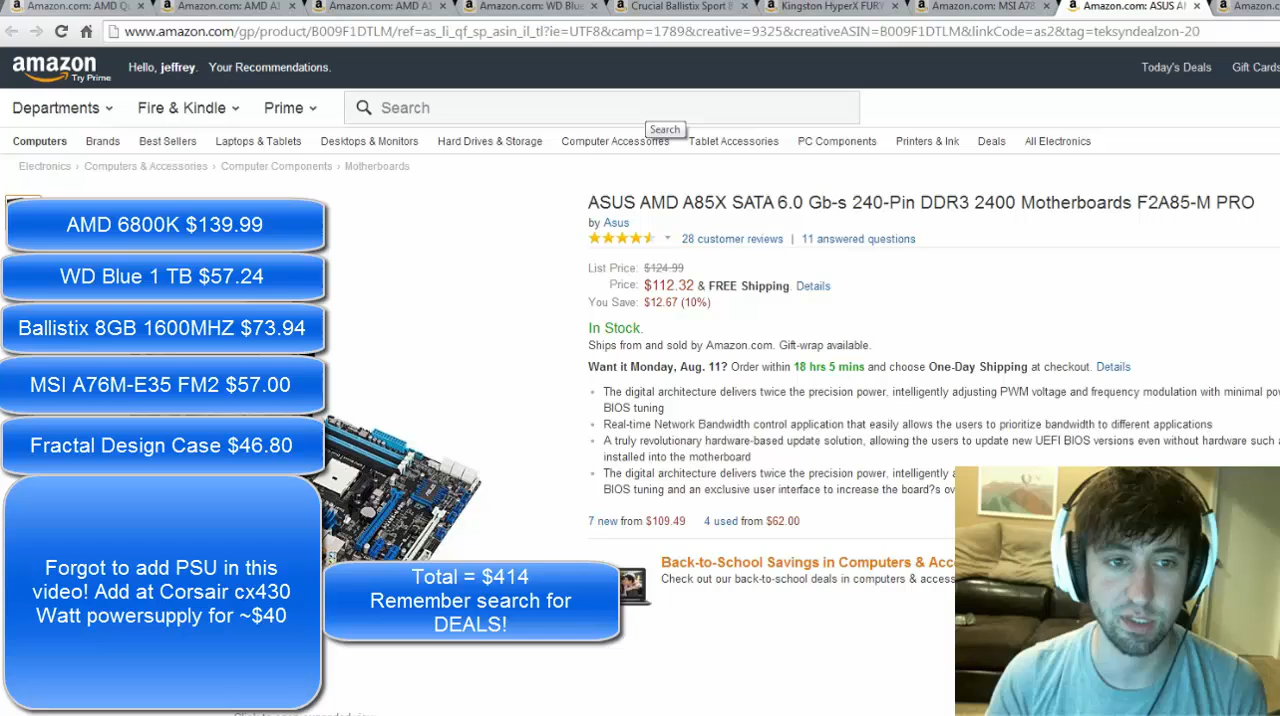 Amazon.com: AMD Qu
Amazon.com: AMD A1
Amazon.com: AMD A1
Amazon.com: WD Blue
Crucial Ballistix Sport 8
Kingston HyperX FURY
Amazon.com: MSI A78
Amazon.com: ASUS A
Amazon.c
www.amazon.com/gp/product/B009F1DTLM/ref=as_li_qf_sp_asin_il_tl?ie=UTF8&camp=1789&creative=9325&creativeASIN=B009F1DTLM&linkCode=as2&tag=teksyndealzon-20
amazon Try Prime
Hello, jeffrey. Your Recommendations.
Today's Deals Gift Cards
Departments Fire & Kindle Prime Search
Search
Computers Brands Best Sellers Laptops & Tablets Desktops & Monitors Hard Drives & Storage Computer Accessories Tablet Accessories PC Components Printers & Ink Deals All Electronics
Electronics › Computers & Accessories › Computer Components › Motherboards
AMD 6800K $139.99
WD Blue 1 TB $57.24
Ballistix 8GB 1600MHZ $73.94
MSI A76M-E35 FM2 $57.00
Fractal Design Case $46.80
Forgot to add PSU in this
video! Add at Corsair cx430
Watt powersupply for ~$40
Total = $414
Remember search for
DEALS!
ASUS AMD A85X SATA 6.0 Gb-s 240-Pin DDR3 2400 Motherboards F2A85-M PRO
by Asus
28 customer reviews | 11 answered questions
List Price: $124.99
Price: $112.32 & FREE Shipping. Details
You Save: $12.67 (10%)
In Stock.
Ships from and sold by Amazon.com. Gift-wrap available.
Want it Monday, Aug. 11? Order within 18 hrs 5 mins and choose One-Day Shipping at checkout. Details
The digital architecture delivers twice the precision power, intelligently adjusting PWM voltage and frequency modulation with minimal po
BIOS tuning
Real-time Network Bandwidth control application that easily allows the users to prioritize bandwidth to different applications
A truly revolutionary hardware-based update solution, allowing the users to update new UEFI BIOS versions even without hardware such a
installed into the motherboard
The digital architecture delivers twice the precision power, intelligently a
BIOS tuning and an exclusive user interface to increase the board?s ov
7 new from $109.49 4 used from $62.00
Back-to-School Savings in Computers & Acc
Check out our back-to-school deals in computers & access